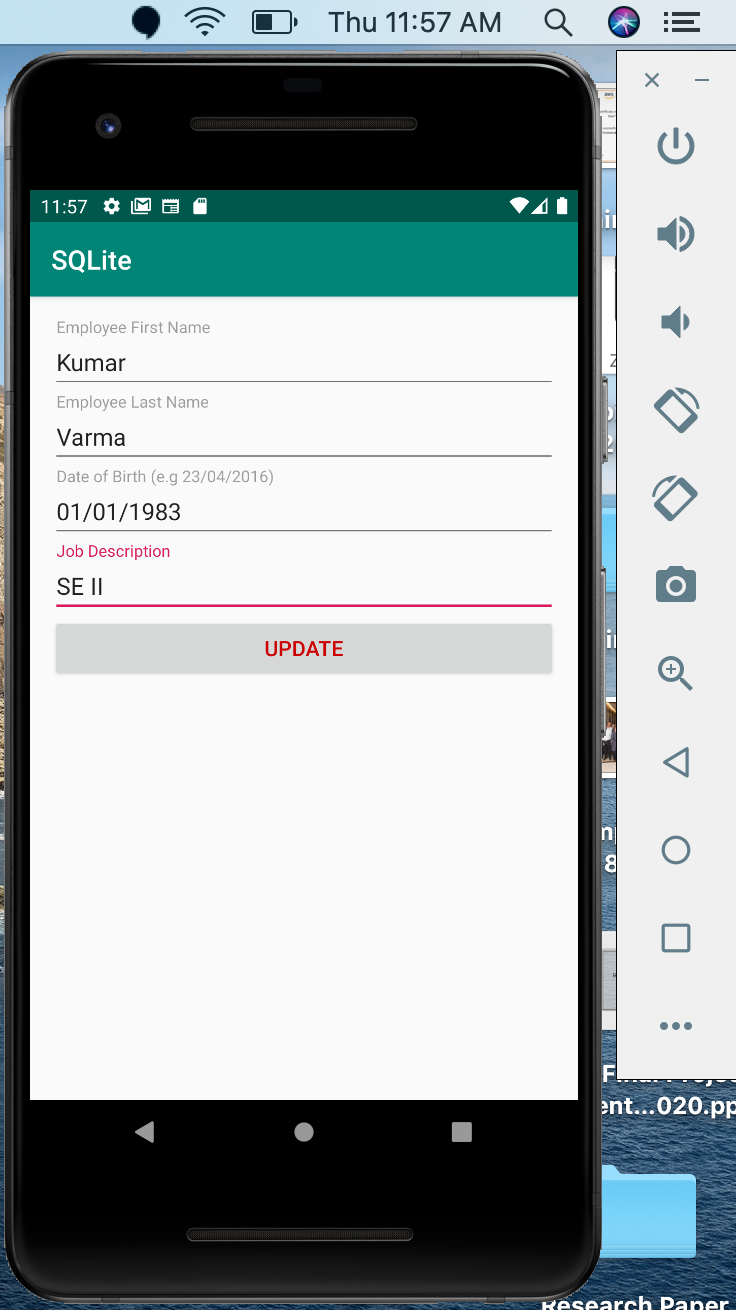 Thu 11:57 AM
11:57
SQLite
Employee First Name
Kumar
Employee Last Name
Varma
Date of Birth (e.g 23/04/2016)
01/01/1983
Job Description
SE II
UPDATE
ent...020.pp
Research Paper